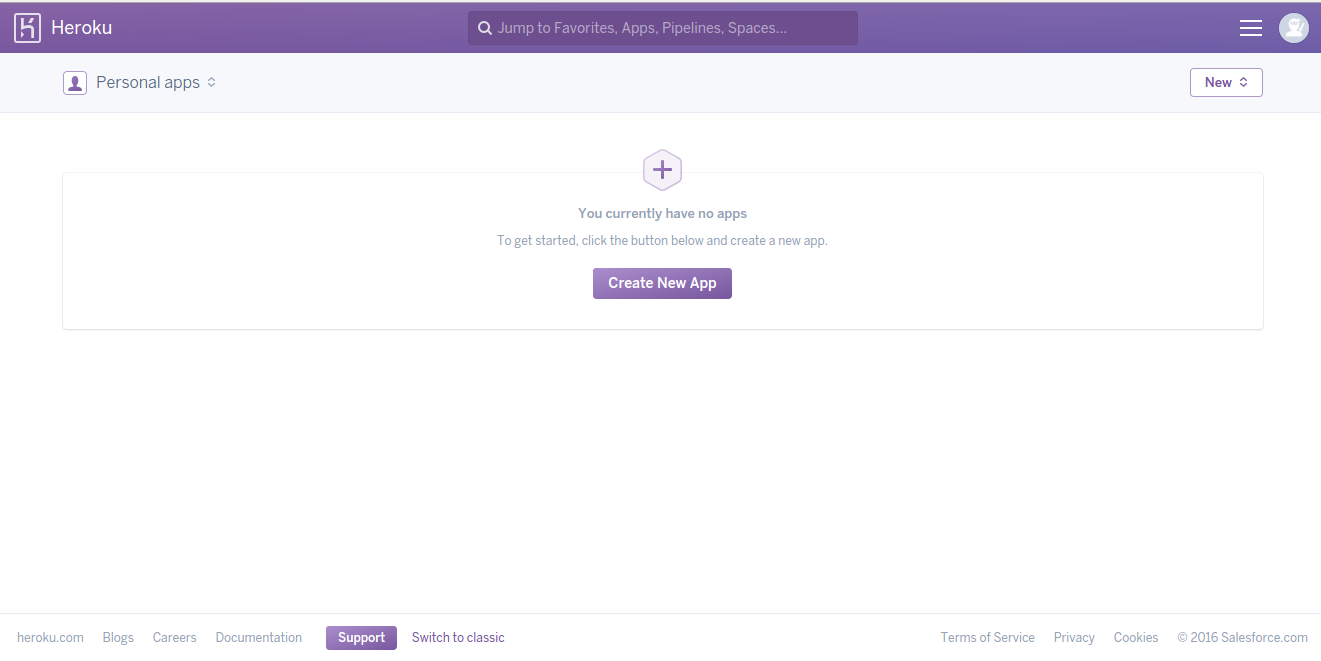 Heroku
Jump to Favorites, Apps, Pipelines, Spaces...
Personal apps
New
You currently have no apps
To get started, click the button below and create a new app.
Create New App
heroku.com Blogs Careers Documentation Support Switch to classic Terms of Service Privacy Cookies © 2016 Salesforce.com